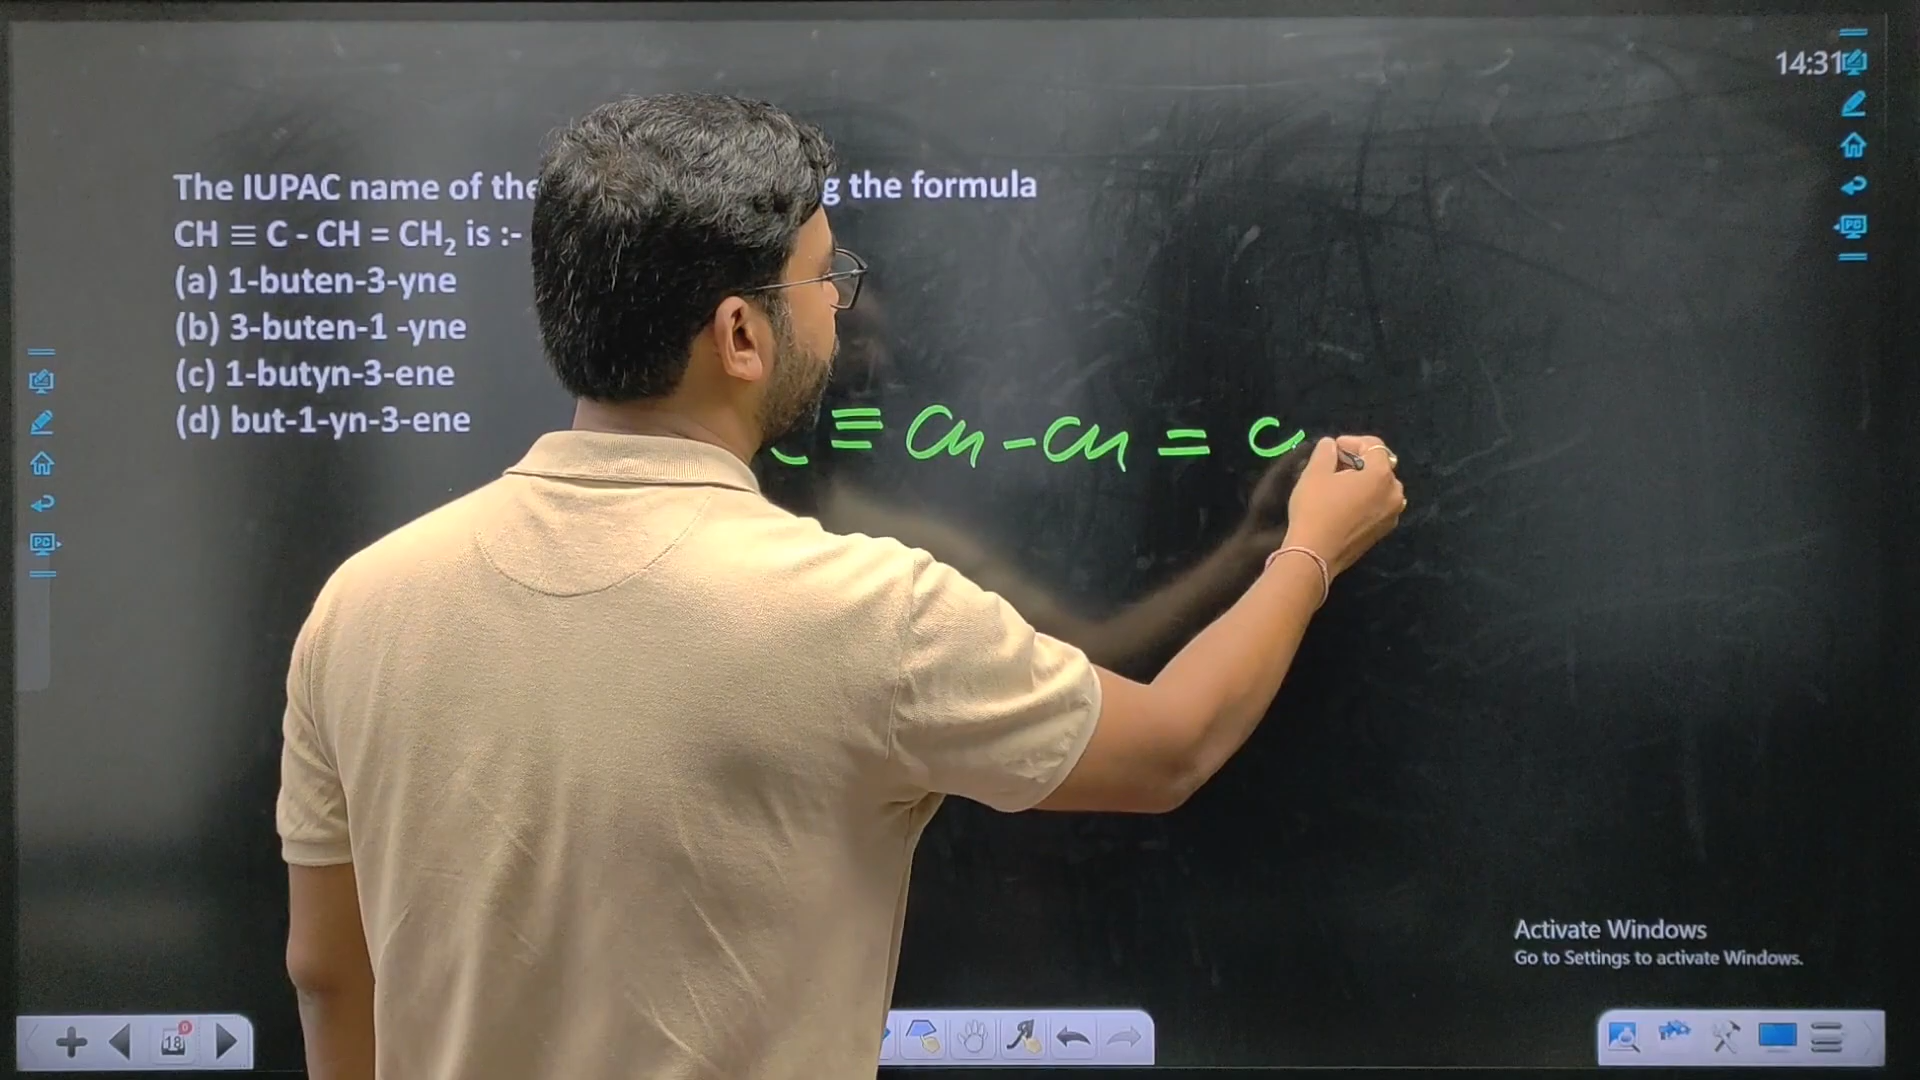 14:31
The IUPAC name of the g the formula
CH ≡ C - CH = CH₂ is :-
(a) 1-buten-3-yne
(b) 3-buten-1 -yne
(c) 1-butyn-3-ene
(d) but-1-yn-3-ene
C ≡ CH - CH = C
Activate Windows
Go to Settings to activate Windows.
18
PC
PC